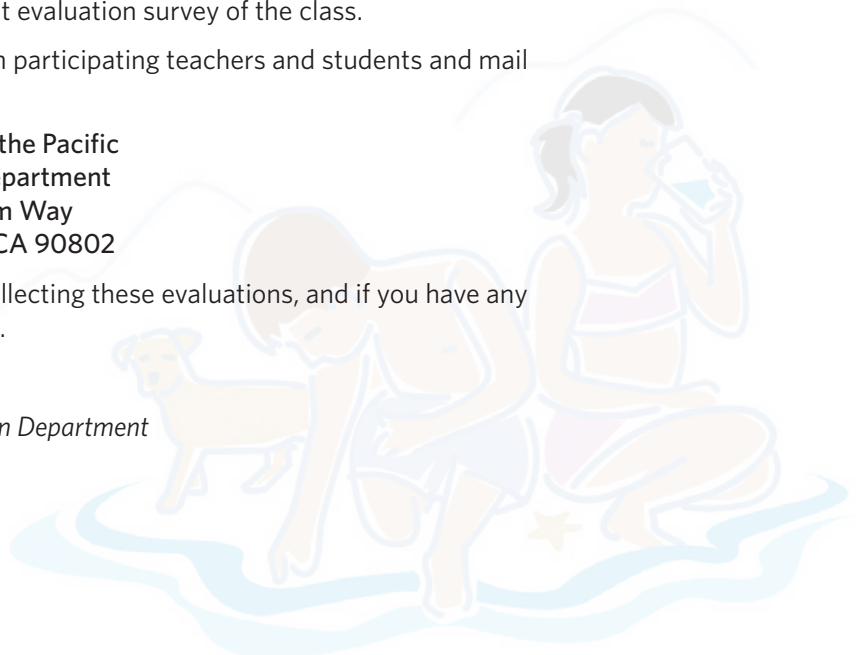 t evaluation survey of the class.
n participating teachers and students and mail
the Pacific
partment
m Way
CA 90802
llecting these evaluations, and if you have any
.
n Department